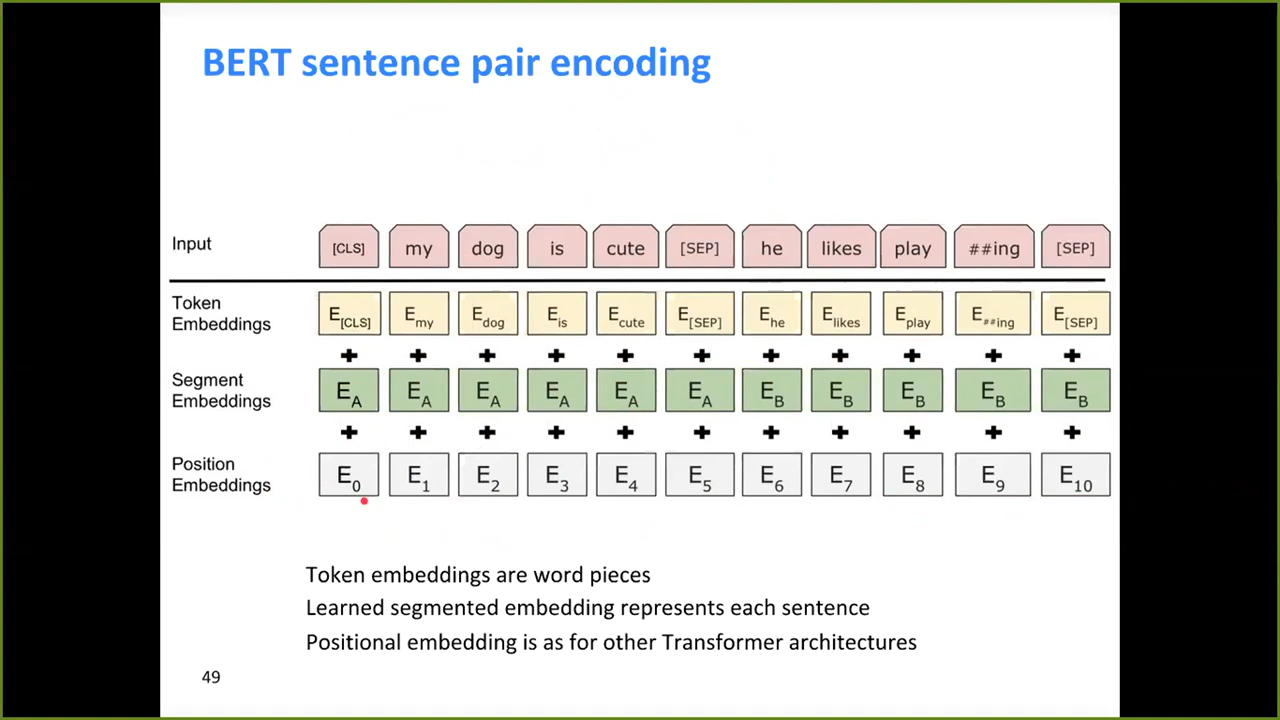 BERT sentence pair encoding
Input [CLS] my dog is cute [SEP] he likes play ##ing [SEP]
Token Embeddings E[CLS] Emy Edog Eis Ecute E[SEP] Ehe Elikes Eplay E##ing E[SEP]
+ + + + + + + + + + +
Segment Embeddings EA EA EA EA EA EA EB EB EB EB EB
+ + + + + + + + + + +
Position Embeddings E0 E1 E2 E3 E4 E5 E6 E7 E8 E9 E10
Token embeddings are word pieces
Learned segmented embedding represents each sentence
Positional embedding is as for other Transformer architectures
49